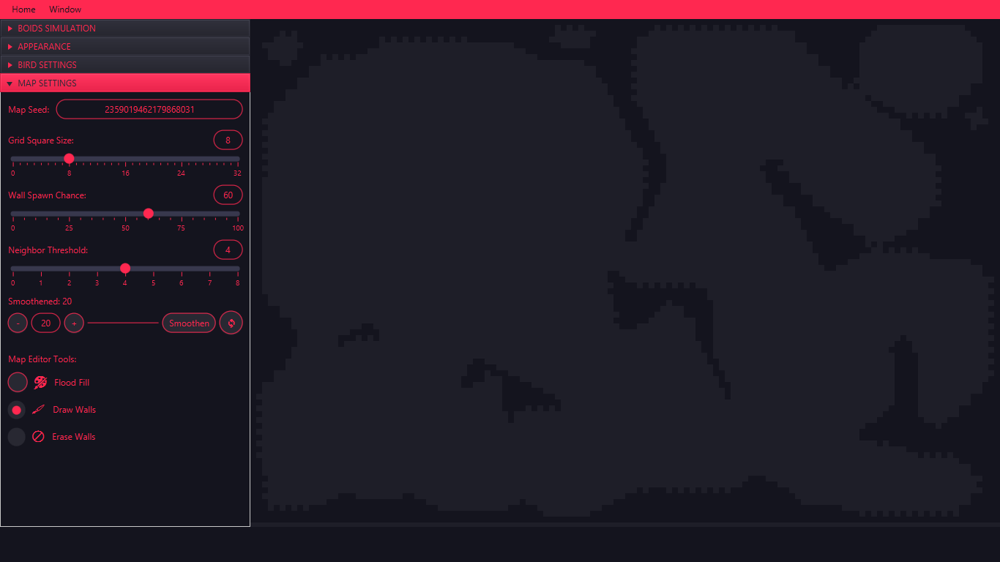 Home Window
BOIDS SIMULATION
APPEARANCE
BIRD SETTINGS
MAP SETTINGS
Map Seed: 2359019462179868031
Grid Square Size: 8
0 8 16 24 32
Wall Spawn Chance: 60
0 25 50 75 100
Neighbor Threshold: 4
0 1 2 3 4 5 6 7 8
Smoothened: 20
- 20 + Smoothen
Map Editor Tools:
Flood Fill
Draw Walls
Erase Walls